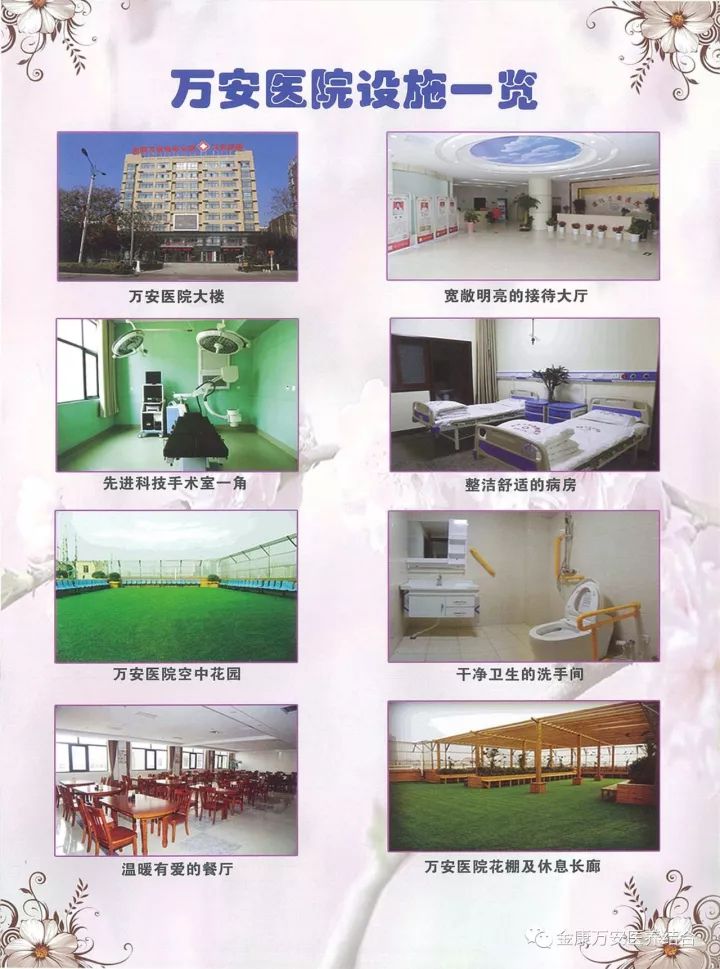 万安医院设施一览
万安医院大楼
宽敞明亮的接待大厅
先进科技手术室一角
整洁舒适的病房
万安医院空中花园
干净卫生的洗手间
温暖有爱的餐厅
万安医院花棚及休息长廊
金康万安医养结合